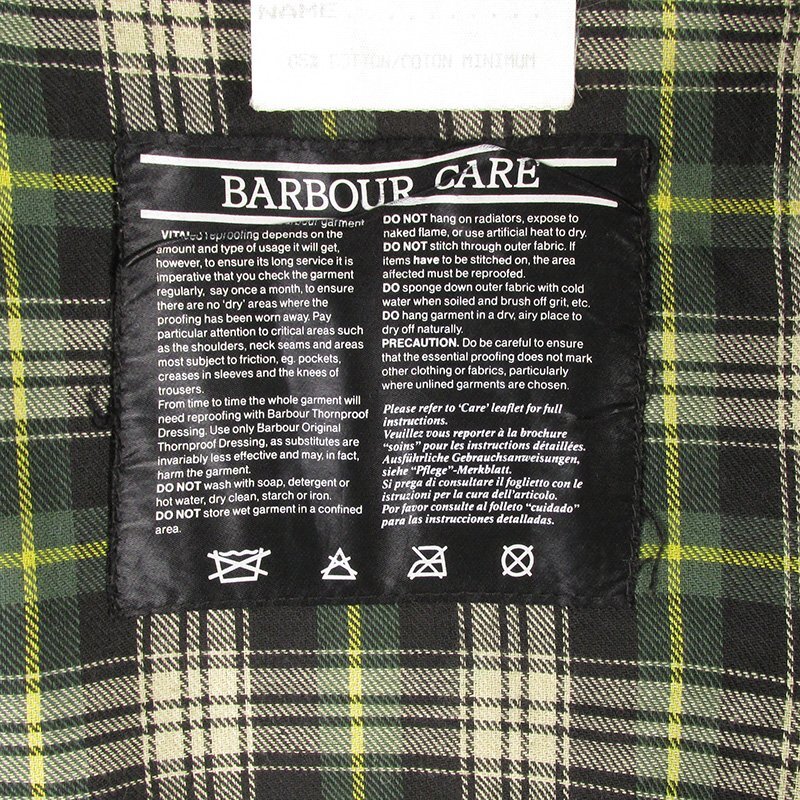 NAME
COTTON/COTON MINIMUM
BARBOUR CARE
Barbour garment
reproofing depends on the
amount and type of usage it will get,
however, to ensure its long service it is
imperative that you check the garment
regularly, say once a month, to ensure
there are no 'dry' areas where the
proofing has been worn away. Pay
particular attention to critical areas such
as the shoulders, neck seams and areas
most subject to friction, eg. pockets,
creases in sleeves and the knees of
trousers.
From time to time the whole garment will
need reproofing with Barbour Thornproof
Dressing. Use only Barbour Original
Thornproof Dressing, as substitutes are
invariably less effective and may, in fact,
harm the garment.
DO NOT wash with soap, detergent or
hot water, dry clean, starch or iron.
DO NOT store wet garment in a confined
area.
DO NOT hang on radiators, expose to
naked flame, or use artificial heat to dry.
DO NOT stitch through outer fabric. If
items have to be stitched on, the area
affected must be reproofed.
DO sponge down outer fabric with cold
water when soiled and brush off grit, etc.
DO hang garment in a dry, airy place to
dry off naturally.
PRECAUTION. Do be careful to ensure
that the essential proofing does not mark
other clothing or fabrics, particularly
where unlined garments are chosen.
Please refer to 'Care' leaflet for full
instructions.
Veuillez vous reporter à la brochure
"soins" pour les instructions détaillées.
Ausführliche Gebrauchsanweisungen,
siehe "Pflege"-Merkblatt.
Si prega di consultare il foglietto con le
istruzioni per la cura dell'articolo.
Por favor consulte al folleto "cuidado"
para las instrucciones detalladas.